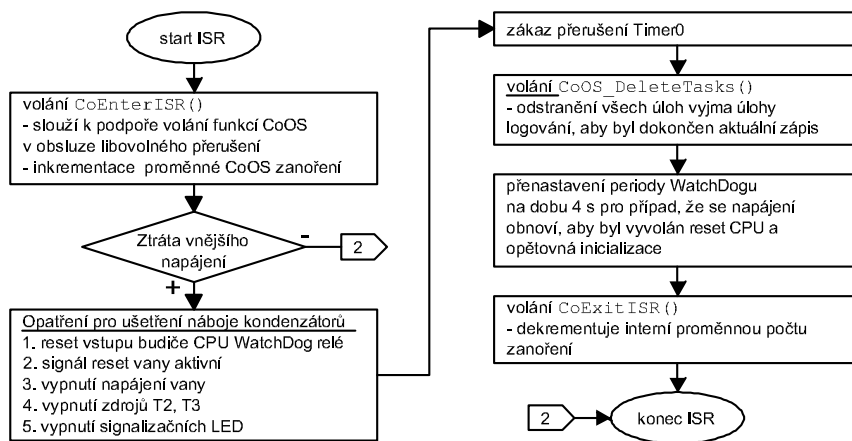 start ISR
volání CoEnterISR()
- slouží k podpoře volání funkcí CoOS
v obsluze libovolného přerušení
- inkrementace proměnné CoOS zanoření
Ztráta vnějšího
napájení
-
2
+
Opatření pro ušetření náboje kondenzátorů
1. reset vstupu budiče CPU WatchDog relé
2. signál reset vany aktivní
3. vypnutí napájení vany
4. vypnutí zdrojů T2, T3
5. vypnutí signalizačních LED
zákaz přerušení Timer0
volání CoOS_DeleteTasks()
- odstranění všech úloh vyjma úlohy
logování, aby byl dokončen aktuální zápis
přenastavení periody WatchDogu
na dobu 4 s pro případ, že se napájení
obnoví, aby byl vyvolán reset CPU a
opětovná inicializace
volání CoExitISR()
- dekrementuje interní proměnnou počtu
zanoření
2
konec ISR